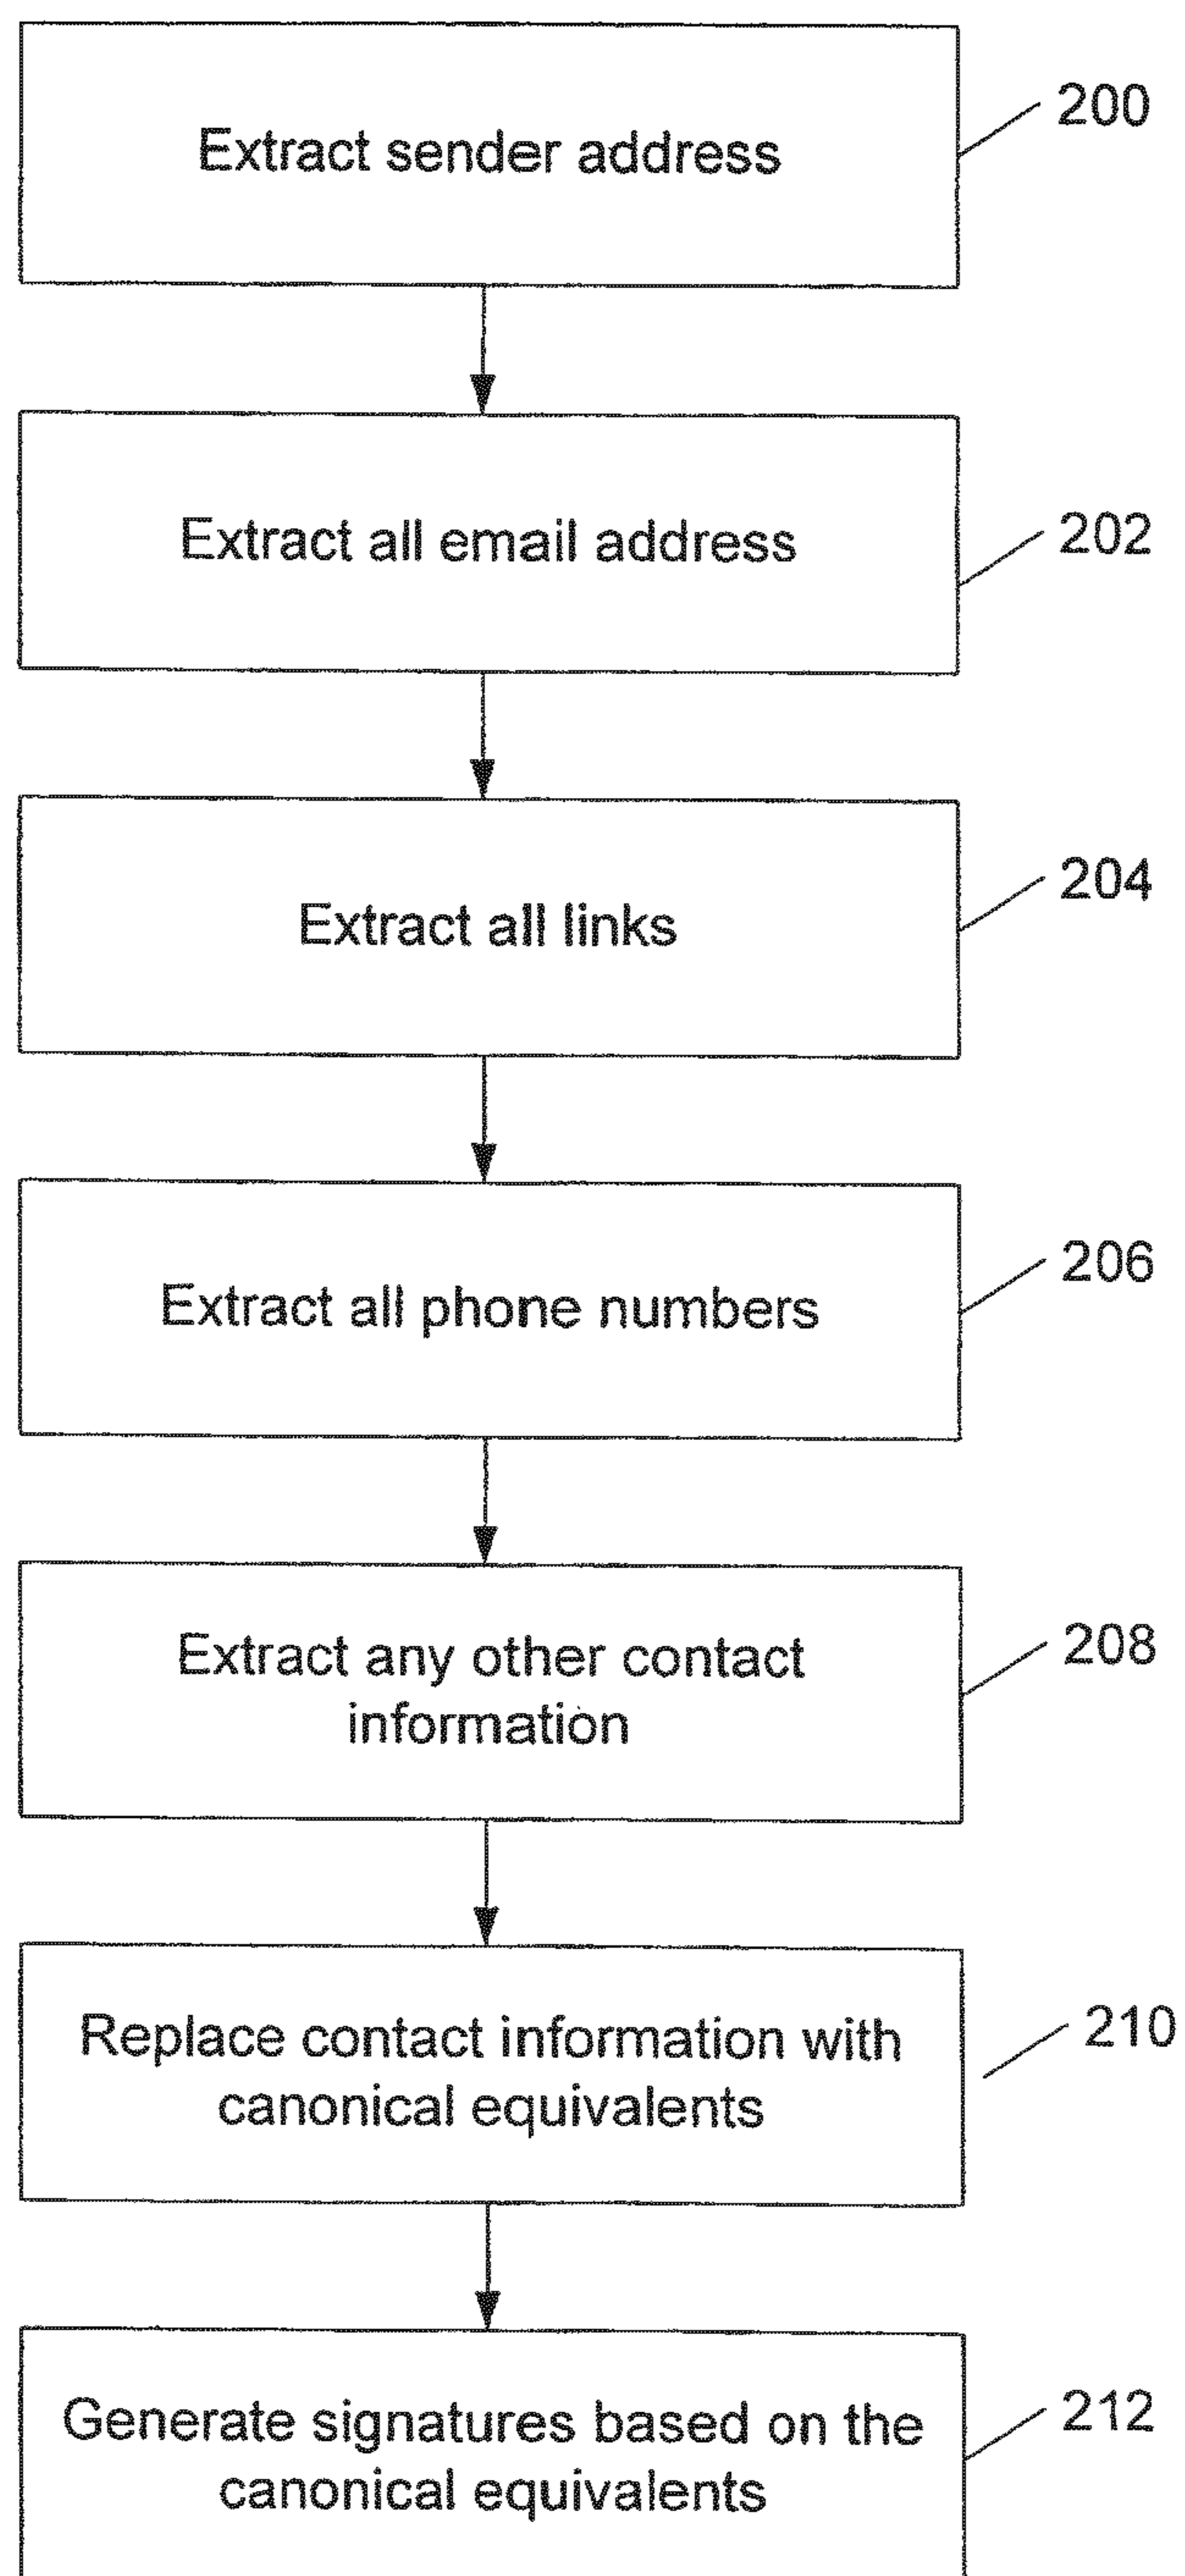 Extract sender address
200
Extract all email address
202
Extract all links
204
Extract all phone numbers
206
Extract any other contact
information
208
Replace contact information with
canonical equivalents
210
Generate signatures based on the
canonical equivalents
212